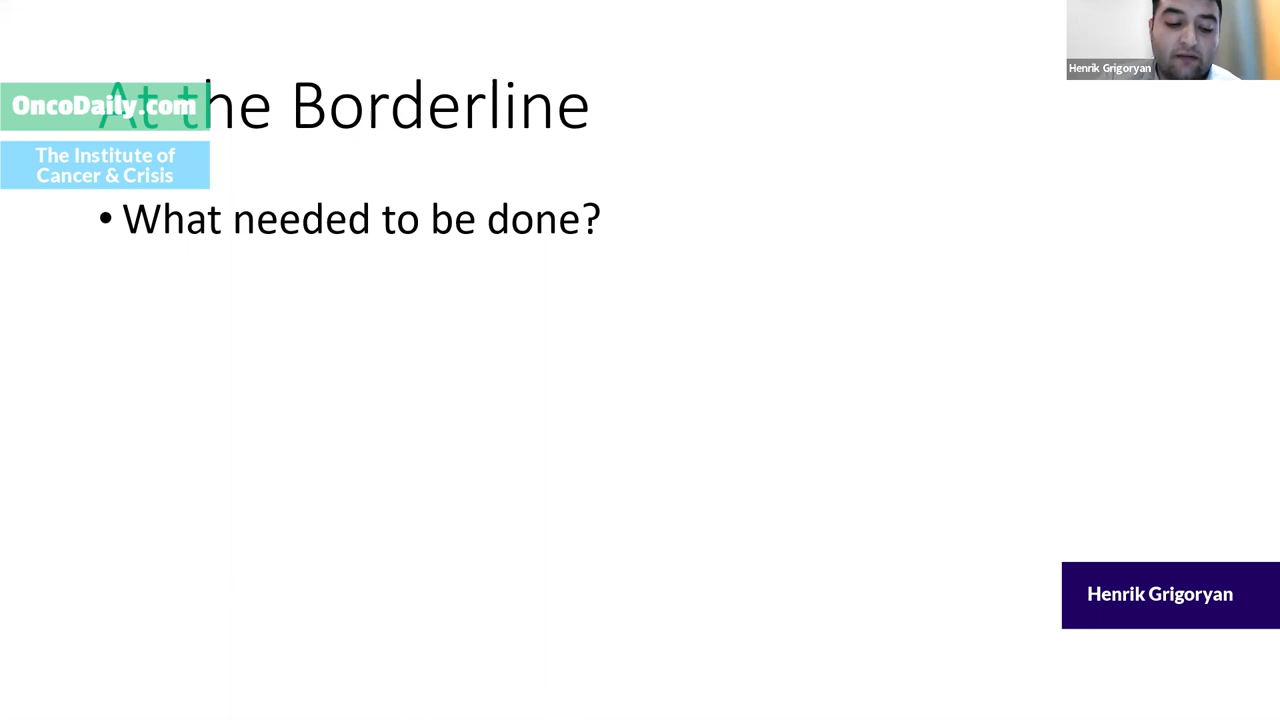 At the Borderline
OncoDaily.com
The Institute of
Cancer & Crisis
• What needed to be done?
Henrik Grigoryan
Henrik Grigoryan